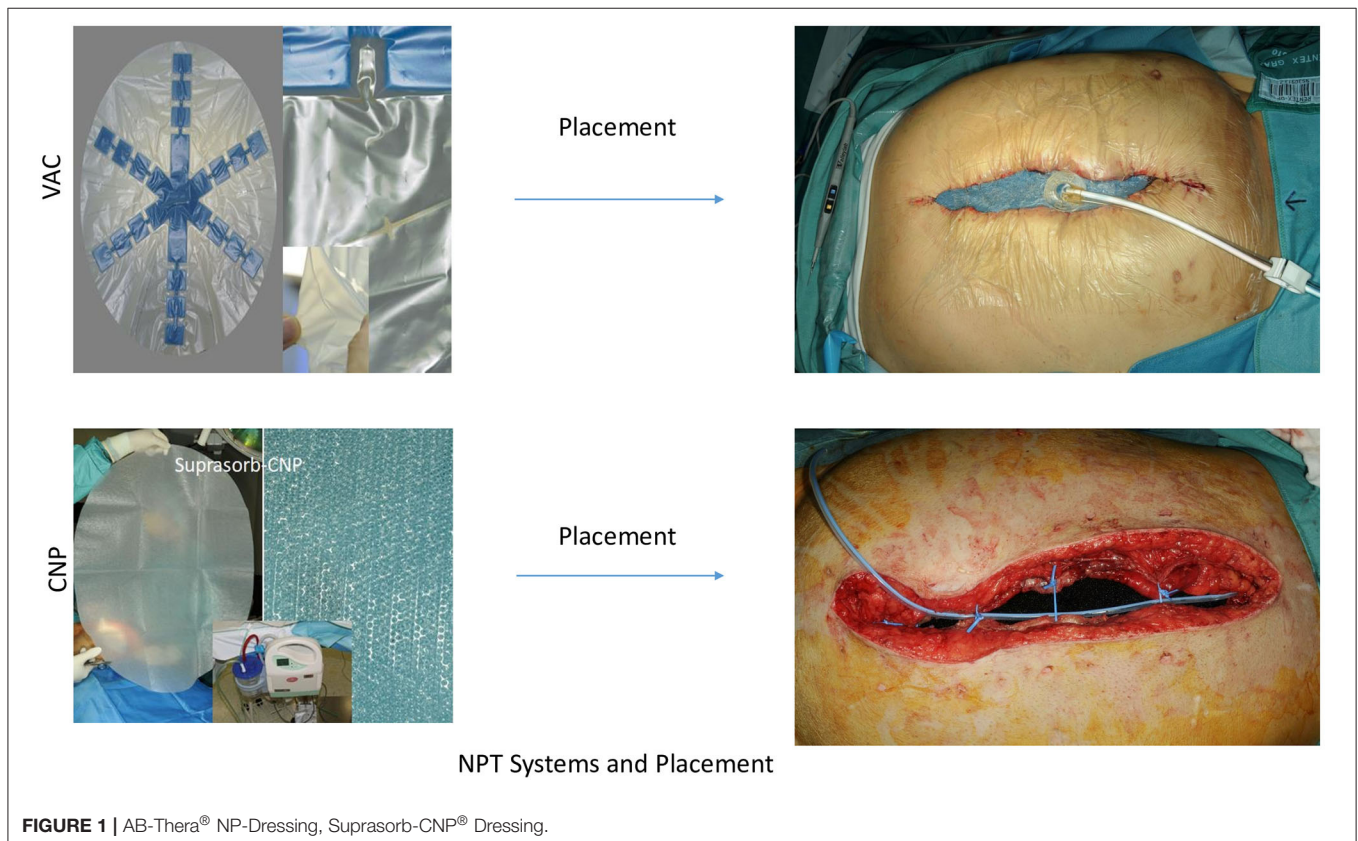 VAC
Placement
CNP
Suprasorb-CNP
Placement
NPT Systems and Placement
FIGURE 1 | AB-Thera® NP-Dressing, Suprasorb-CNP® Dressing.